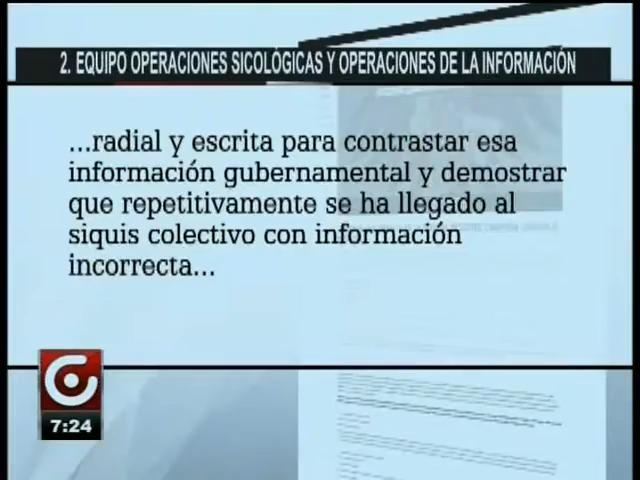 2. EQUIPO OPERACIONES SICOLÓGICAS Y OPERACIONES DE LA INFORMACIÓN
...radial y escrita para contrastar esa
información gubernamental y demostrar
que repetitivamente se ha llegado al
siquis colectivo con información
incorrecta...
7:24